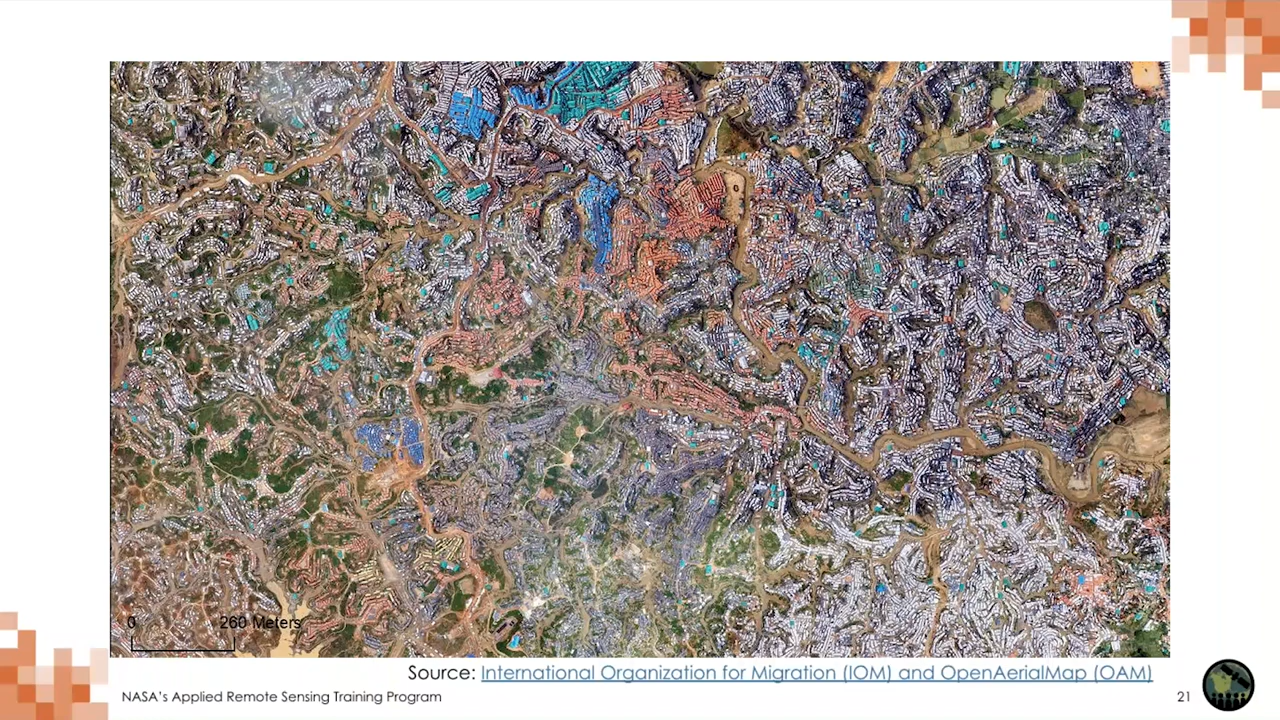 0 260 Meters
Source: International Organization for Migration (IOM) and OpenAerialMap (OAM)
NASA's Applied Remote Sensing Training Program
21